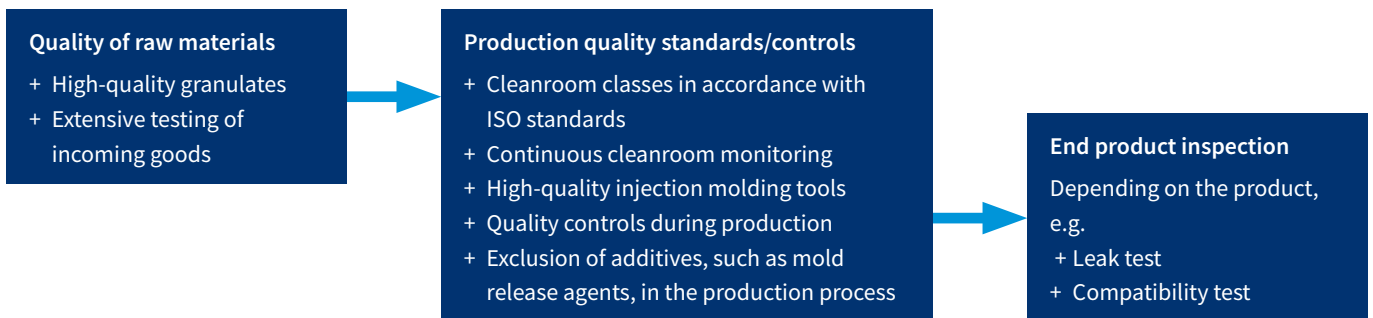 Quality of raw materials
+ High-quality granulates
+ Extensive testing of
incoming goods
Production quality standards/controls
+ Cleanroom classes in accordance with
ISO standards
+ Continuous cleanroom monitoring
+ High-quality injection molding tools
+ Quality controls during production
+ Exclusion of additives, such as mold
release agents, in the production process
End product inspection
Depending on the product,
e.g.
+ Leak test
+ Compatibility test